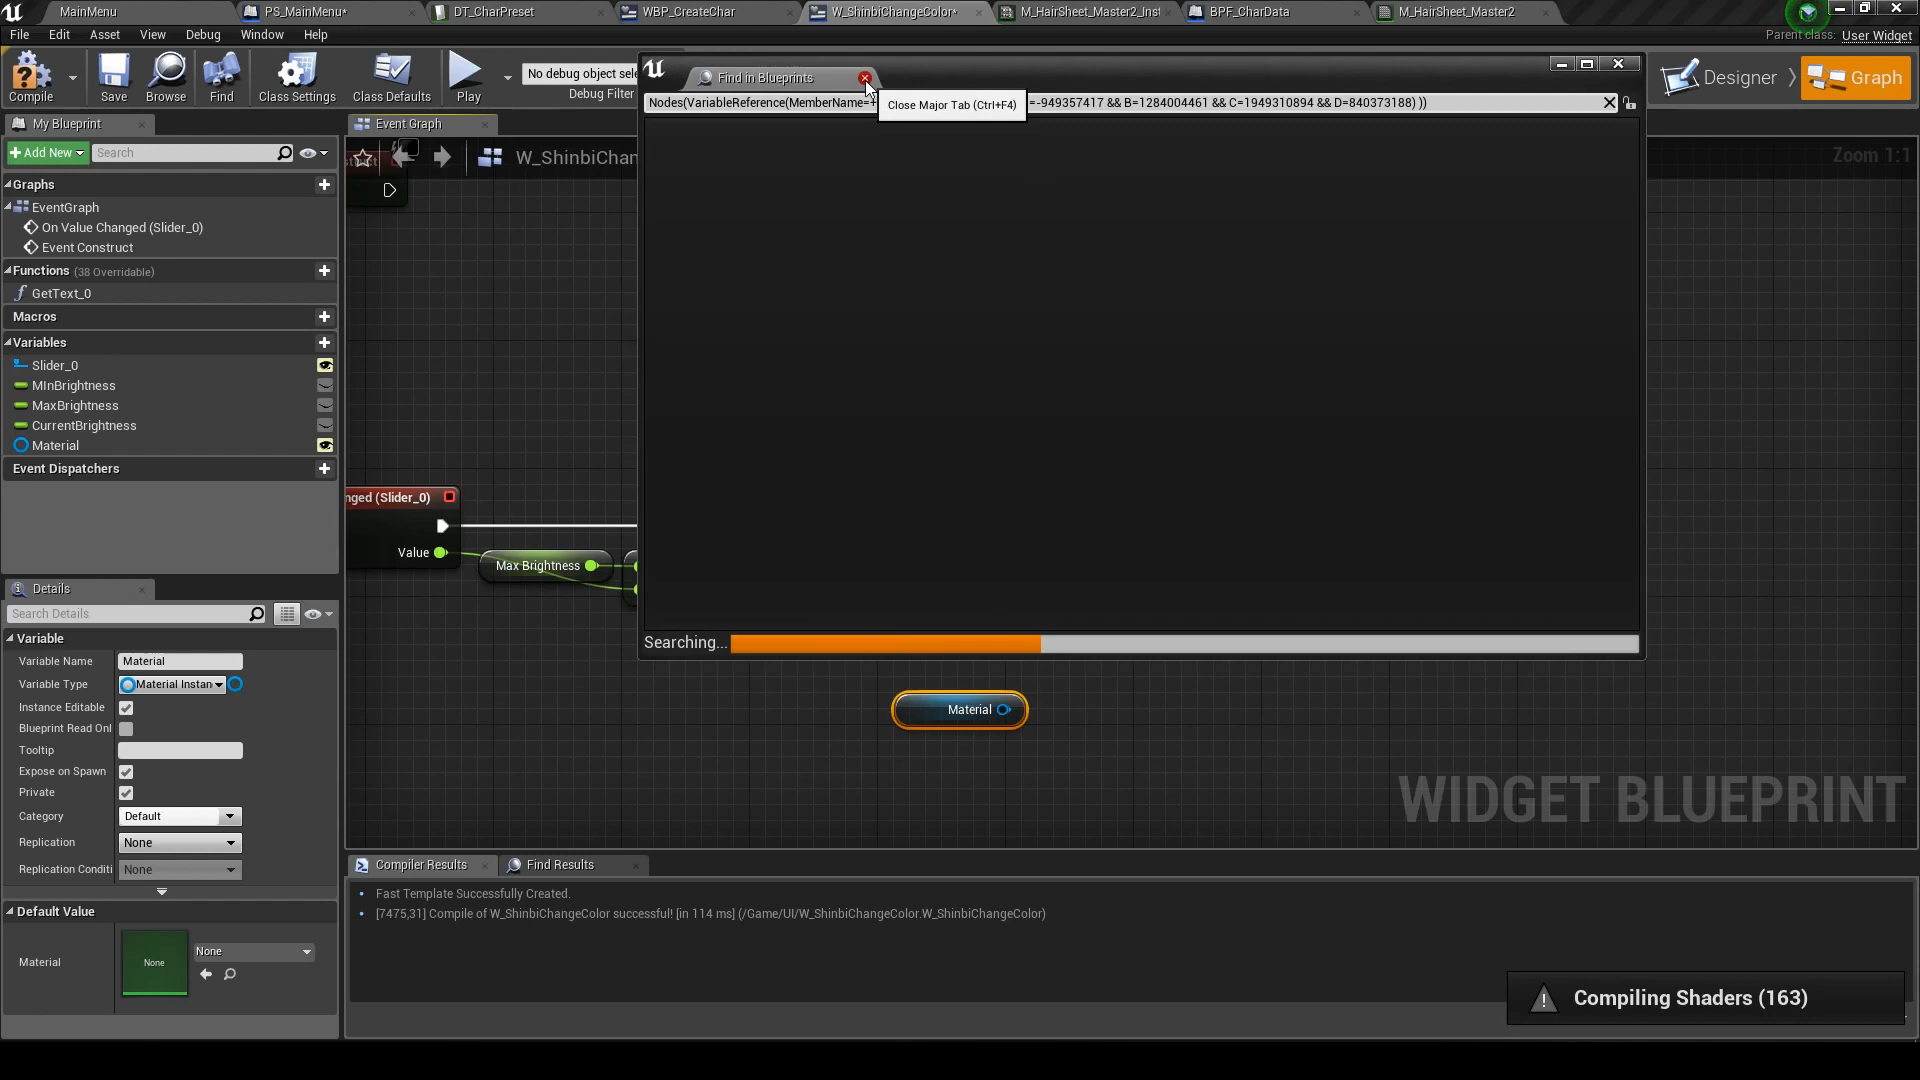 MainMenu
PS_MainMenu*
DT_CharPreset
WBP_CreateChar
W_ShinbiChangeColor*
M_HairSheet_Master2_Inst
BPF_CharData
M_HairSheet_Master2
File Edit Asset View Debug Window Help
Parent class: User Widget
Compile
Save
Browse
Find
Class Settings
Class Defaults
Play
No debug object sele
Debug Filter
Designer
Graph
Find in Blueprints
Close Major Tab (Ctrl+F4)
Nodes(VariableReference(MemberName=+ =-949357417 && B=1284004461 && C=1949310894 && D=840373188) ))
My Blueprint
Event Graph
+Add New
Search
W_ShinbiChan
Zoom 1:1
Graphs
EventGraph
On Value Changed (Slider_0)
Event Construct
Functions (38 Overridable)
GetText_0
Macros
Variables
Slider_0
MInBrightness
MaxBrightness
CurrentBrightness
Material
Event Dispatchers
nged (Slider_0)
Value
Max Brightness
Searching...
Material
WIDGET BLUEPRINT
Details
Search Details
Variable
Variable Name Material
Variable Type Material Instan
Instance Editable
Blueprint Read Onl
Tooltip
Expose on Spawn
Private
Category Default
Replication None
Replication Conditi None
Default Value
Material None None
Compiler Results
Find Results
Fast Template Successfully Created.
[7475,31] Compile of W_ShinbiChangeColor successful! [in 114 ms] (/Game/UI/W_ShinbiChangeColor.W_ShinbiChangeColor)
Compiling Shaders (163)